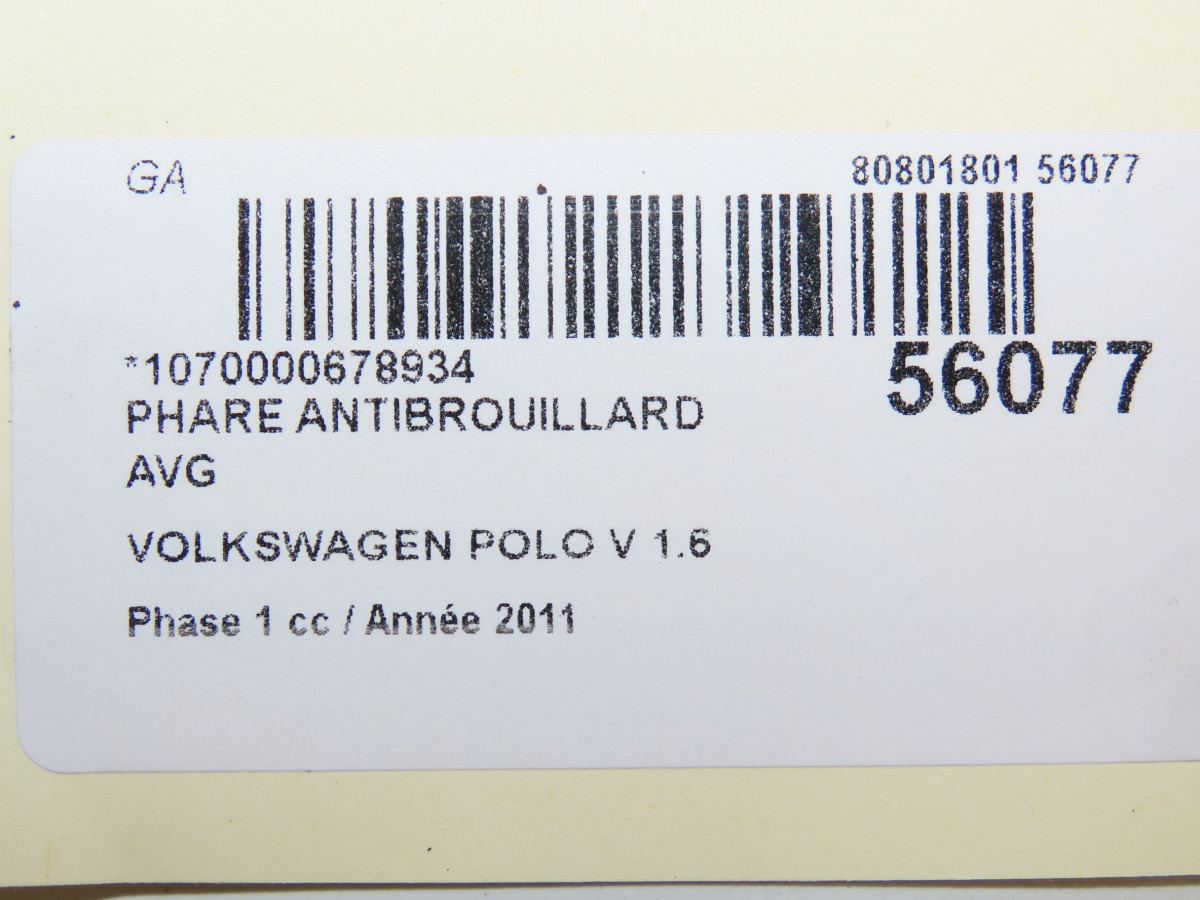 GA
80801801 56077
*1070000678934
56077
PHARE ANTIBROUILLARD
AVG
VOLKSWAGEN POLO V 1.6
Phase 1 cc / Année 2011